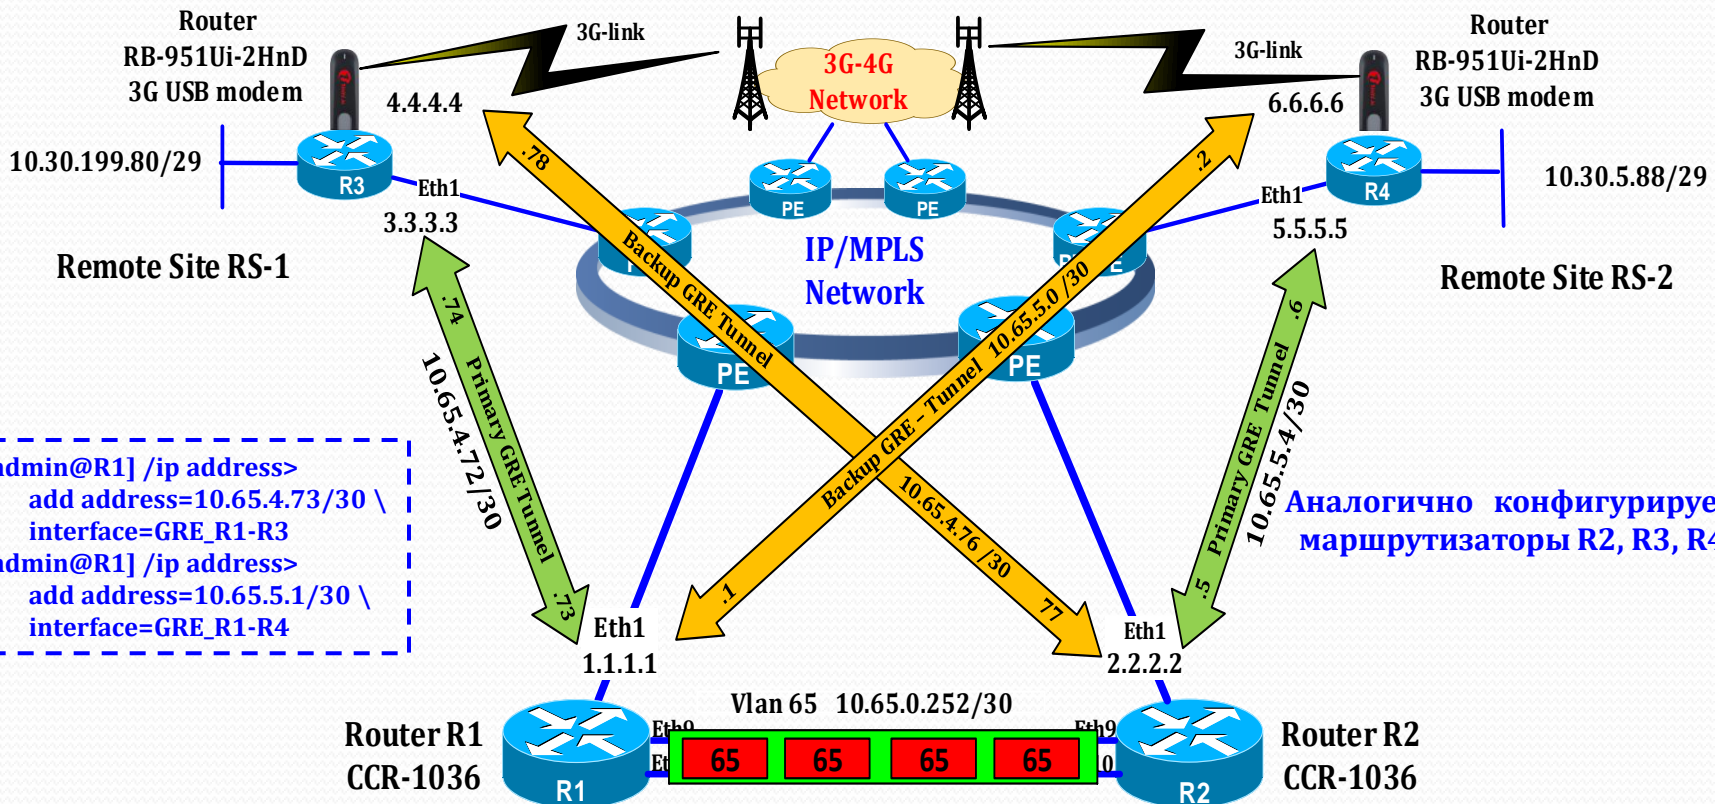 Router
RB-951Ui-2HnD
3G USB modem
3G-link
3G-4G
Network
3G-link
Router
RB-951Ui-2HnD
3G USB modem
4.4.4.4
6.6.6.6
10.30.199.80/29
R3
Eth1
3.3.3.3
Remote Site RS-1
PE
PE
IP/MPLS
Network
PE
PE
R4
Eth1
5.5.5.5
10.30.5.88/29
Remote Site RS-2
.78
Backup GRE Tunnel
10.65.4.76 /30
77
.2
Backup GRE – Tunnel 10.65.5.0 /30
.1
.74
Primary GRE Tunnel
.73
10.65.4.72/30
.6
Primary GRE Tunnel
.5
10.65.5.4/30
admin@R1] /ip address>
add address=10.65.4.73/30 \
interface=GRE_R1-R3
admin@R1] /ip address>
add address=10.65.5.1/30 \
interface=GRE_R1-R4
Аналогично конфигурируе
маршрутизаторы R2, R3, R4
Eth1
1.1.1.1
Eth1
2.2.2.2
Vlan 65 10.65.0.252/30
Router R1
CCR-1036
R1
Eth9
65 65 65 65
Eth9
R2
Router R2
CCR-1036